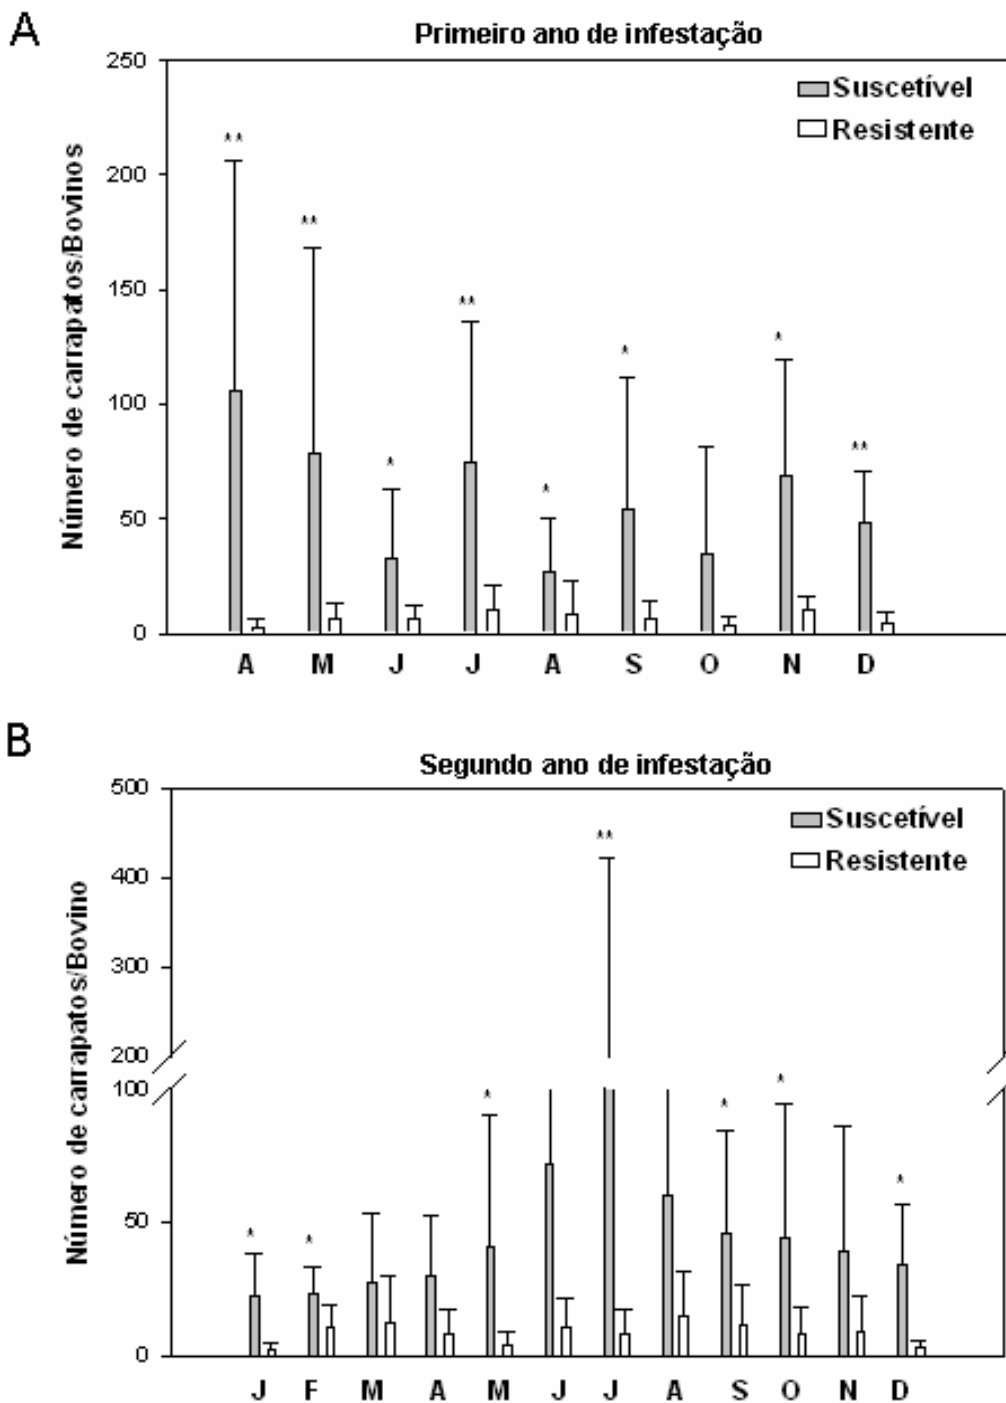 A
Primeiro ano de infestação
250
Suscetível
**
Resistente
200
**
150
**
*
*
100
*
**
*
50
0
Número de carrapatos/Bovinos
A M J J A S O N D
B
Segundo ano de infestação
500
Suscetível
**
Resistente
400
300
200
100
*
*
*
50
*
*
*
0
Número de carrapatos/Bovino
J F M A M J J A S O N D